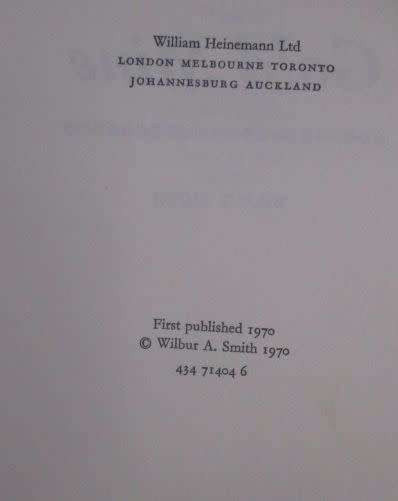 William Heinemann Ltd
LONDON MELBOURNE TORONTO
JOHANNESBURG AUCKLAND
First published 1970
© Wilbur A. Smith 1970
434 71404 6